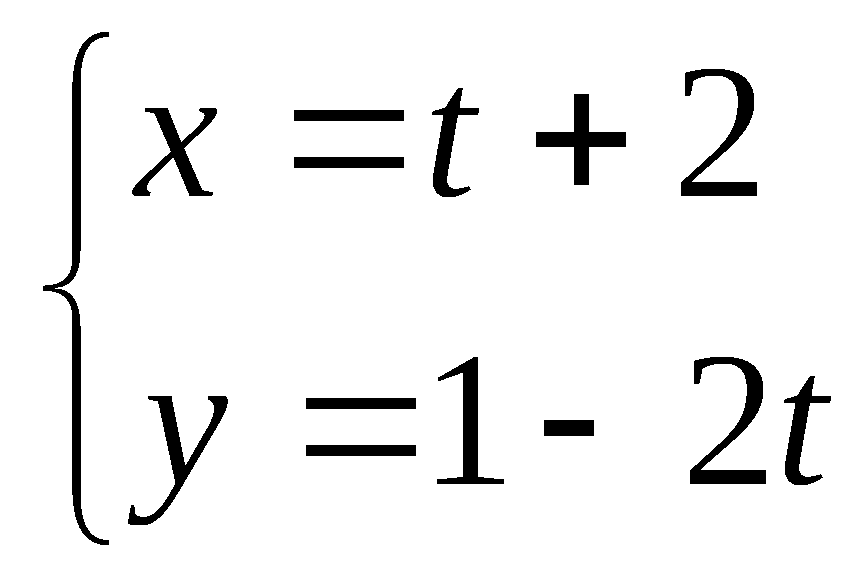 x = t + 2
y = 1 - 2t